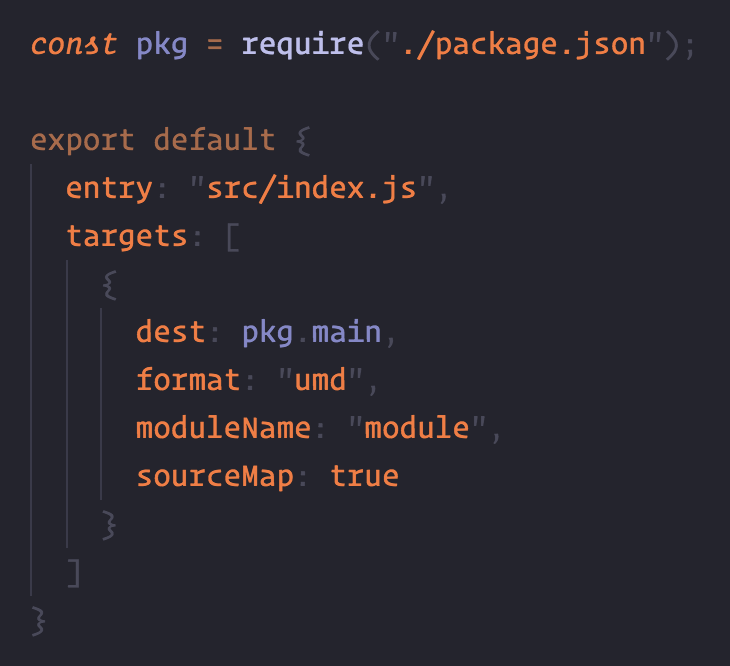 const pkg = require("./package.json");

export default {
  entry: "src/index.js",
  targets: [
    {
      dest: pkg.main,
      format: "umd",
      moduleName: "module",
      sourceMap: true
    }
  ]
}